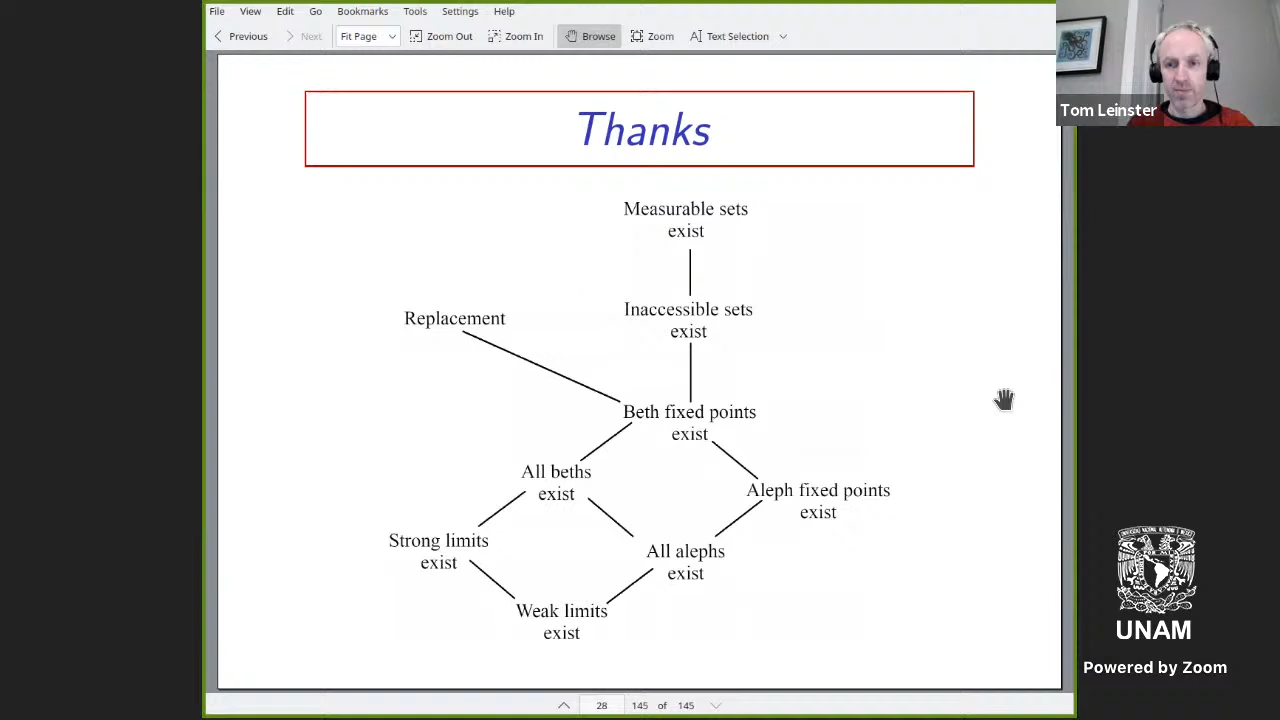 File View Edit Go Bookmarks Tools Settings Help
Previous Next Fit Page Zoom Out Zoom In Browse Zoom Text Selection
Tom Leinster
Thanks
Measurable sets
exist
Replacement
Inaccessible sets
exist
Beth fixed points
exist
All beths
exist
Aleph fixed points
exist
Strong limits
exist
All alephs
exist
Weak limits
exist
UNAM
Powered by Zoom
28 145 of 145